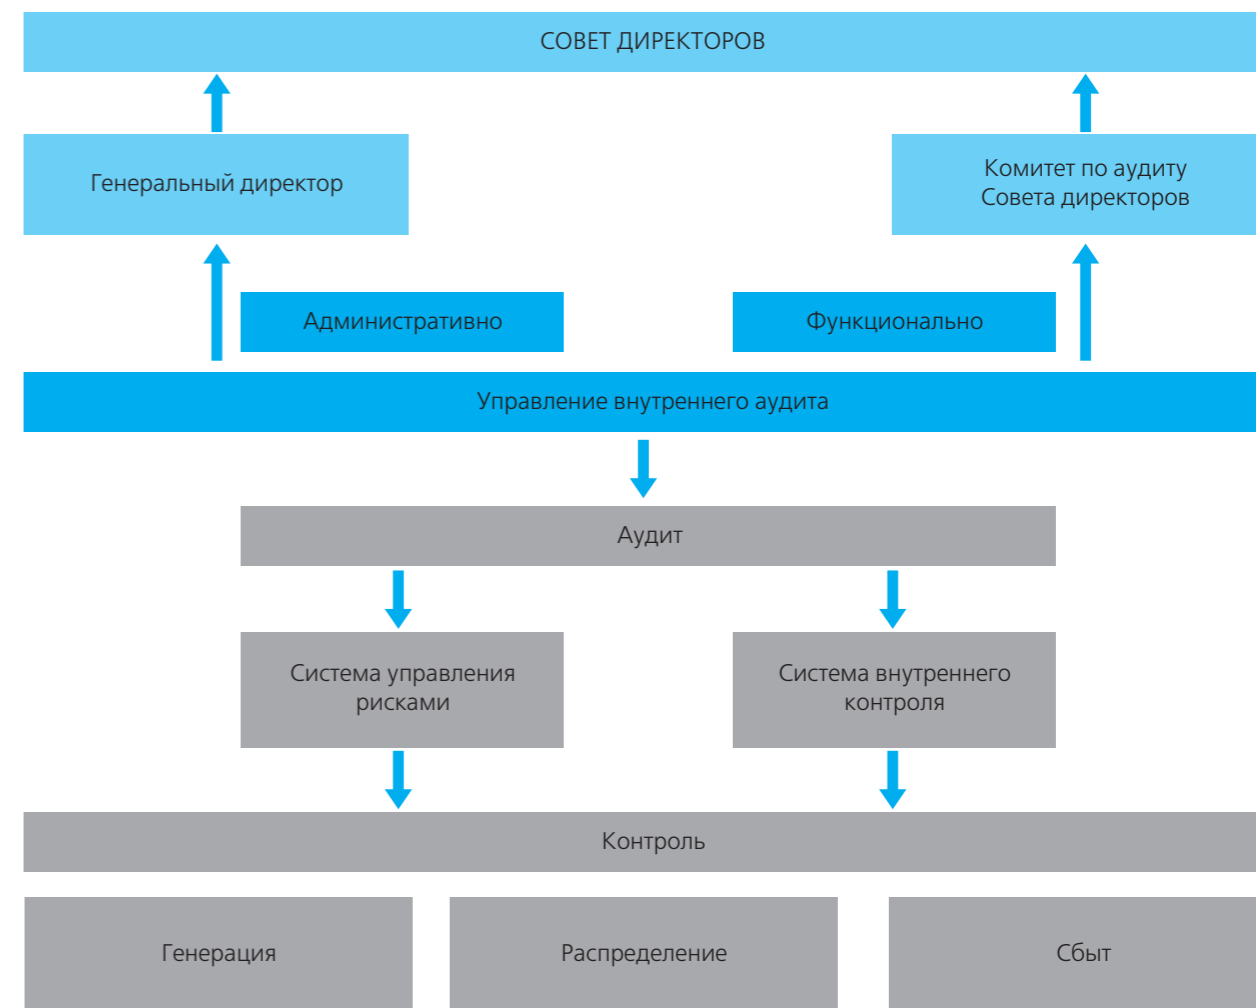 СОВЕТ ДИРЕКТОРОВ
Генеральный директор
Комитет по аудиту
Совета директоров
Административно
Функционально
Управление внутреннего аудита
Аудит
Система управления
рисками
Система внутреннего
контроля
Контроль
Генерация
Распределение
Сбыт